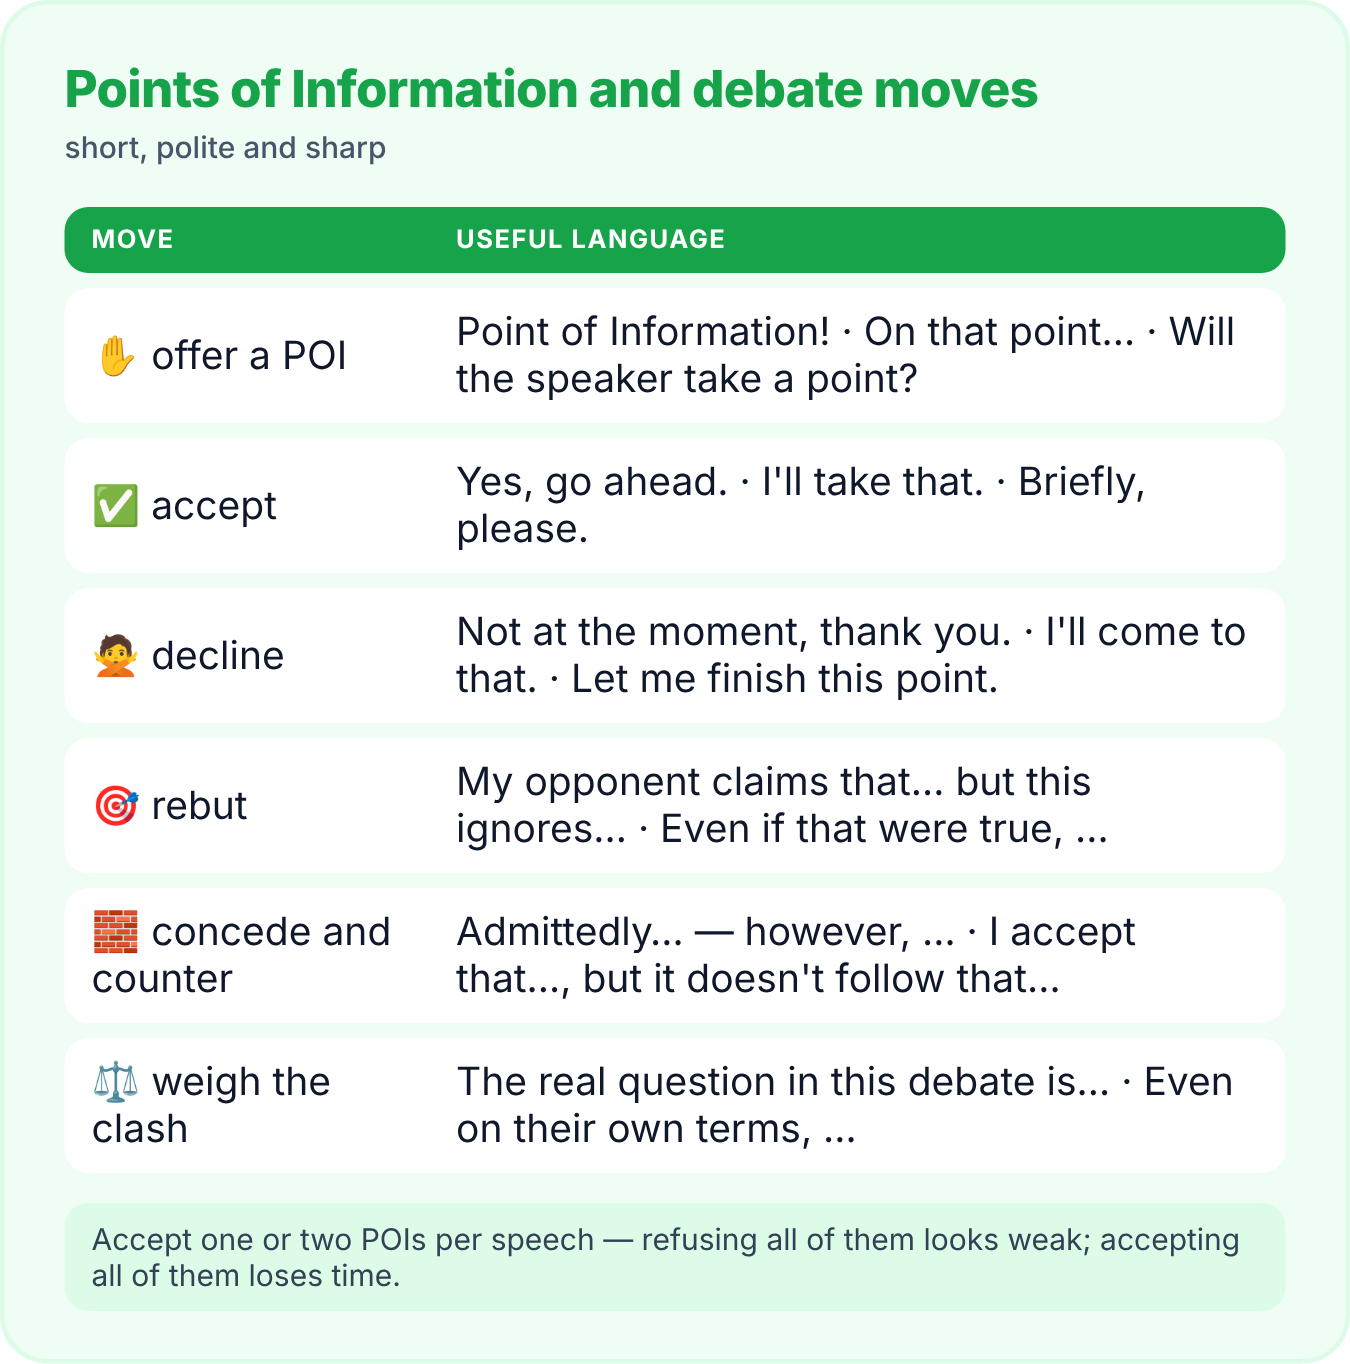 Points of Information and debate moves
short, polite and sharp
MOVE USEFUL LANGUAGE
✋ offer a POI
Point of Information! · On that point... · Will
the speaker take a point?
✅ accept
Yes, go ahead. · I'll take that. · Briefly,
please.
🙅 decline
Not at the moment, thank you. · I'll come to
that. · Let me finish this point.
🎯 rebut
My opponent claims that... but this
ignores... · Even if that were true, ...
🧱 concede and
counter
Admittedly... — however, ... · I accept
that..., but it doesn't follow that...
⚖️ weigh the
clash
The real question in this debate is... · Even
on their own terms, ...
Accept one or two POIs per speech — refusing all of them looks weak; accepting
all of them loses time.